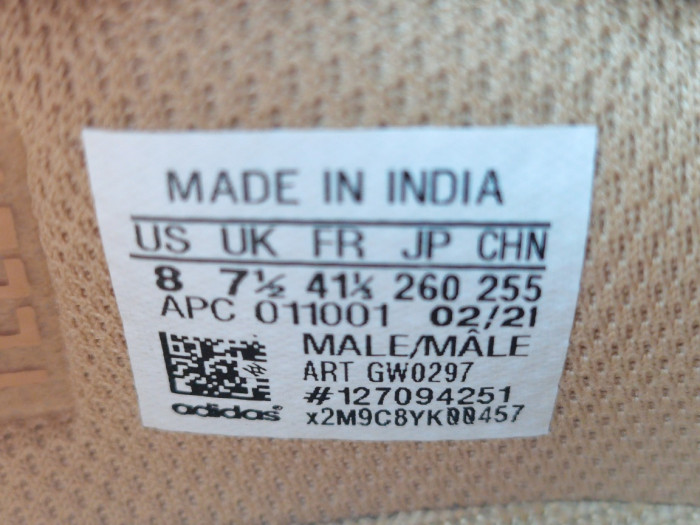 MADE IN INDIA
US UK FR JP CHN
8 7½ 41⅓ 260 255
APC 011001 02/21
MALE/MÂLE
ART GW0297
#127094251
adidas x2M9C8YK00457